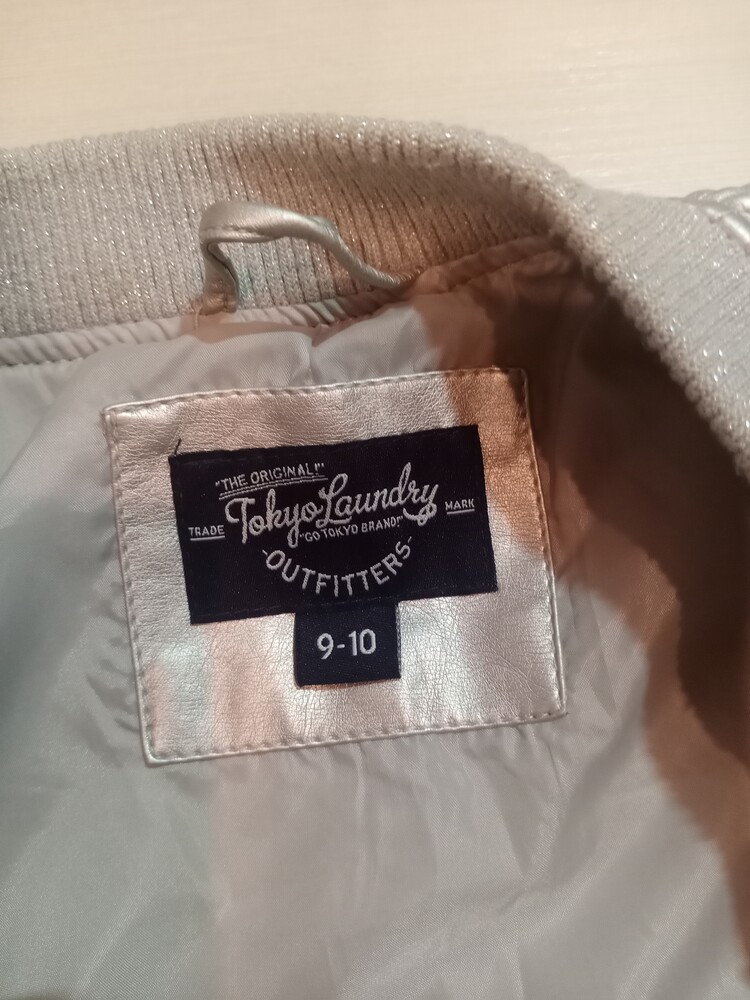 "THE ORIGINAL!"
Tokyo Laundry
TRADE "GO TOKYO BRAND!" MARK
-OUTFITTERS-
9-10